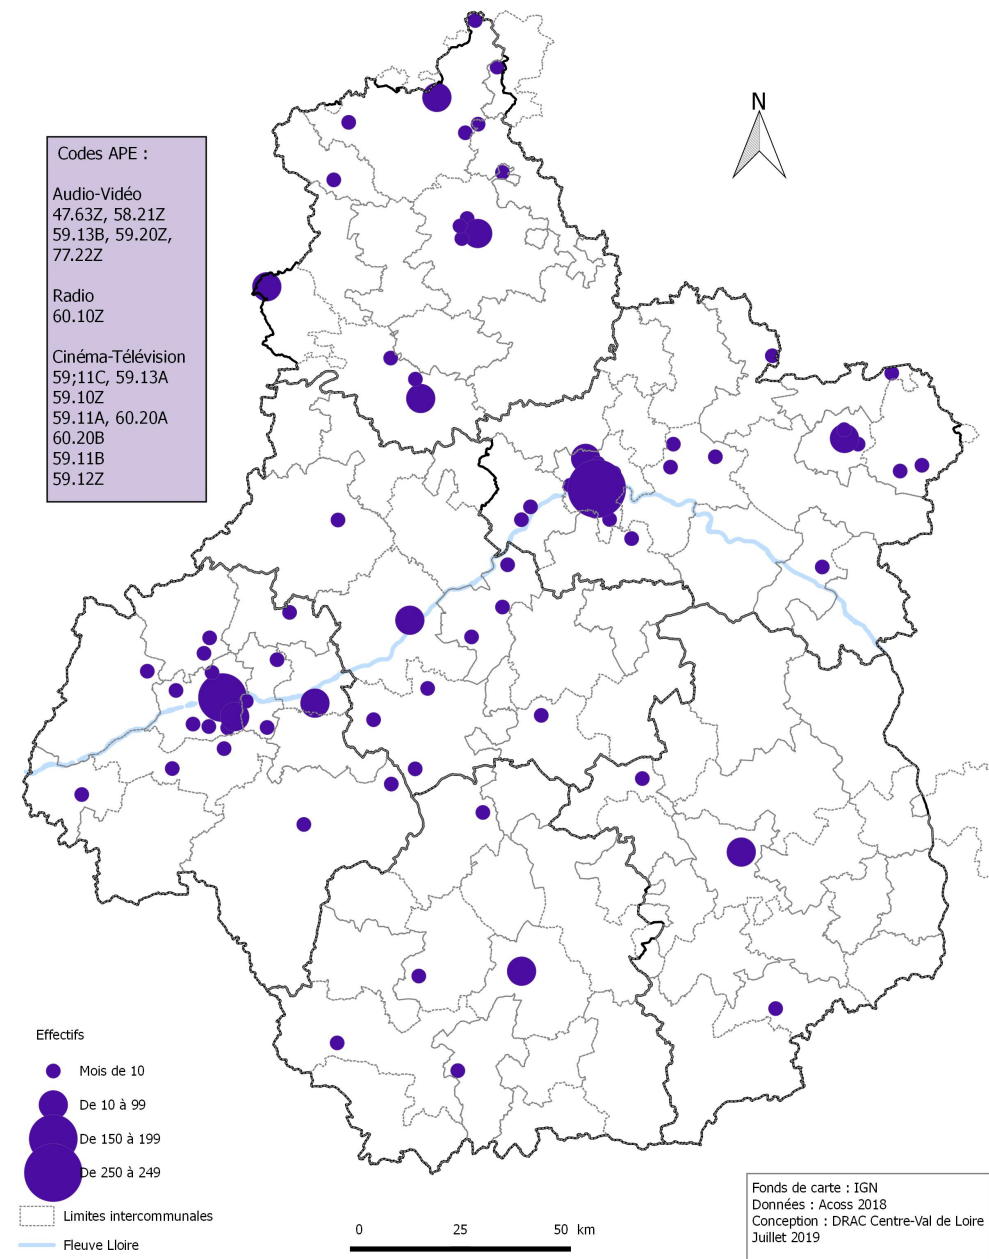 N
Codes APE :
Audio-Vidéo
47.63Z, 58.21Z
59.13B, 59.20Z,
77.22Z
Radio
60.10Z
Cinéma-Télévision
59;11C, 59.13A
59.10Z
59.11A, 60.20A
60.20B
59.11B
59.12Z
Effectifs
Mois de 10
De 10 à 99
De 150 à 199
De 250 à 249
Limites intercommunales
Fleuve Lloire
0 25 50 km
Fonds de carte : IGN
Données : Acoss 2018
Conception : DRAC Centre-Val de Loire
Juillet 2019